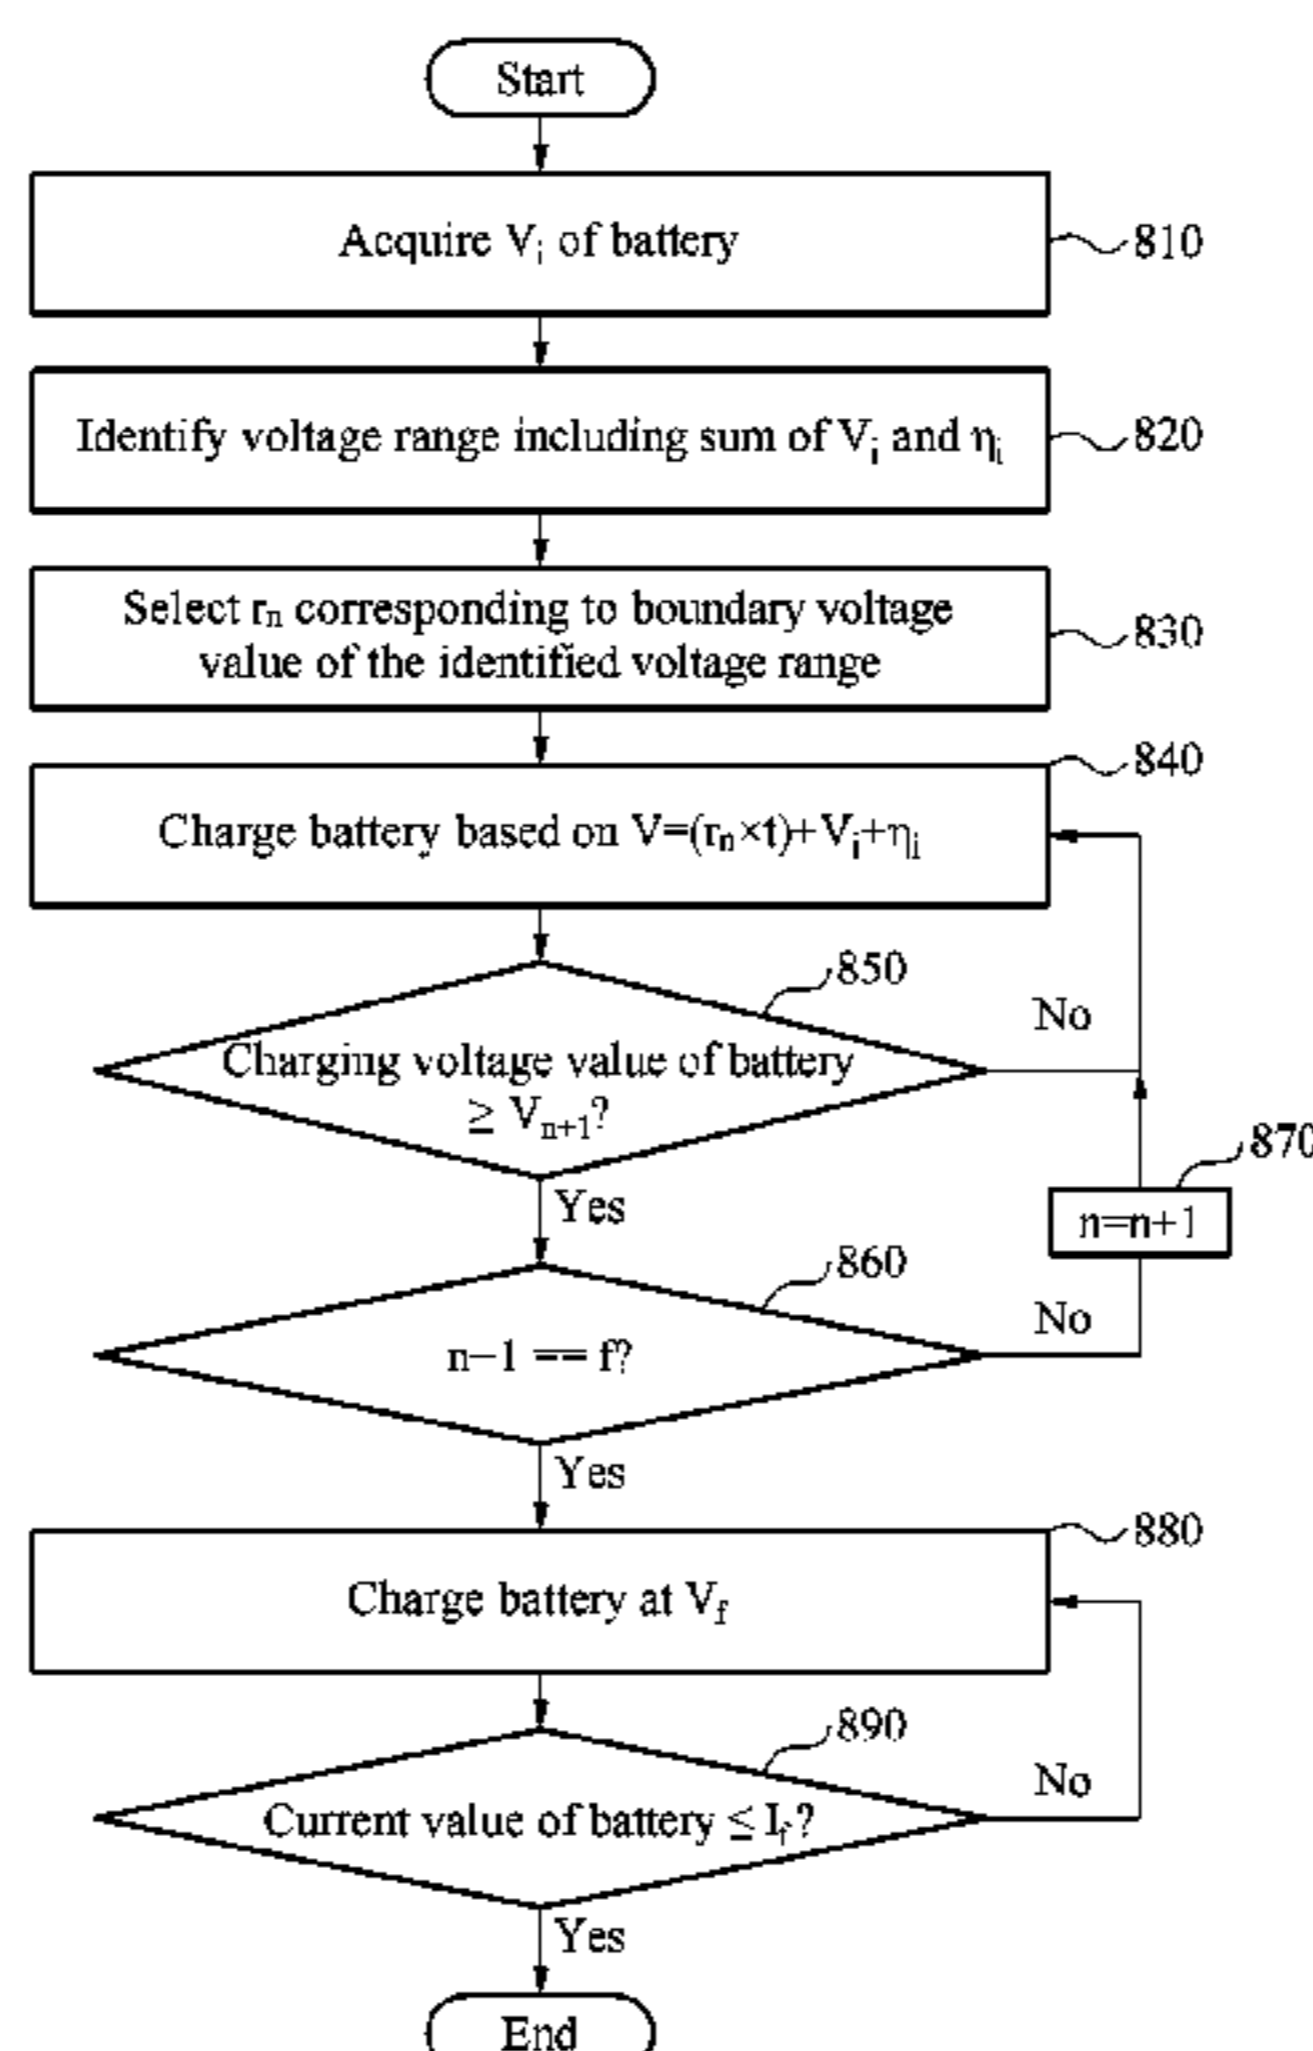 Start
Acquire Vi of battery
810
Identify voltage range including sum of Vi and ηi
820
Select rn corresponding to boundary voltage
value of the identified voltage range
830
840
Charge battery based on V=(rn×t)+Vi+ηi
850
No
Charging voltage value of battery
≥ Vn+1?
870
Yes
n=n+1
860
No
n−1 == f?
Yes
880
Charge battery at Vf
890
No
Current value of battery ≤ If?
Yes
End